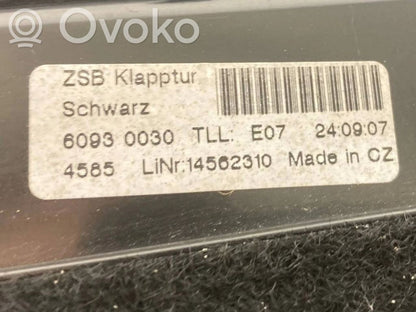 Ovoko
ZSB Klapptur
Schwarz
6093 0030 TLL: E07 24:09:07
4585 LiNr:14562310 Made in CZ